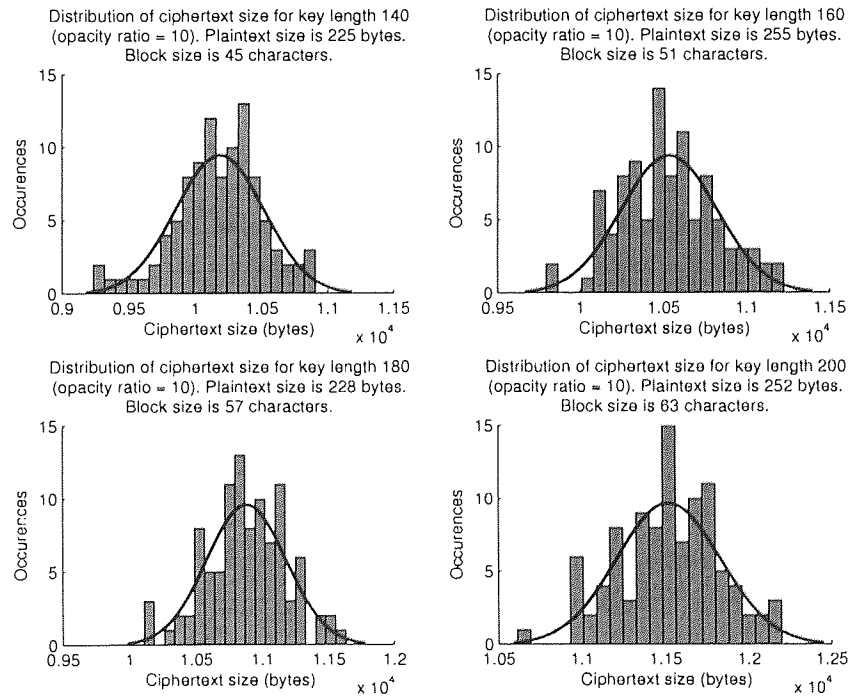 Distribution of ciphertext size for key length 140
(opacity ratio = 10). Plaintext size is 225 bytes.
Block size is 45 characters.
15
10
5
0
Occurences
0.9
0.95
1
1.05
1.1
1.15
Ciphertext size (bytes)
x 10^4
Distribution of ciphertext size for key length 160
(opacity ratio = 10). Plaintext size is 255 bytes.
Block size is 51 characters.
15
10
5
0
Occurences
0.95
1
1.05
1.1
1.15
Ciphertext size (bytes)
x 10^4
Distribution of ciphertext size for key length 180
(opacity ratio = 10). Plaintext size is 228 bytes.
Block size is 57 characters.
15
10
5
0
Occurences
0.95
1
1.05
1.1
1.15
1.2
Ciphertext size (bytes)
x 10^4
Distribution of ciphertext size for key length 200
(opacity ratio = 10). Plaintext size is 252 bytes.
Block size is 63 characters.
15
10
5
0
Occurences
1.05
1.1
1.15
1.2
1.25
Ciphertext size (bytes)
x 10^4